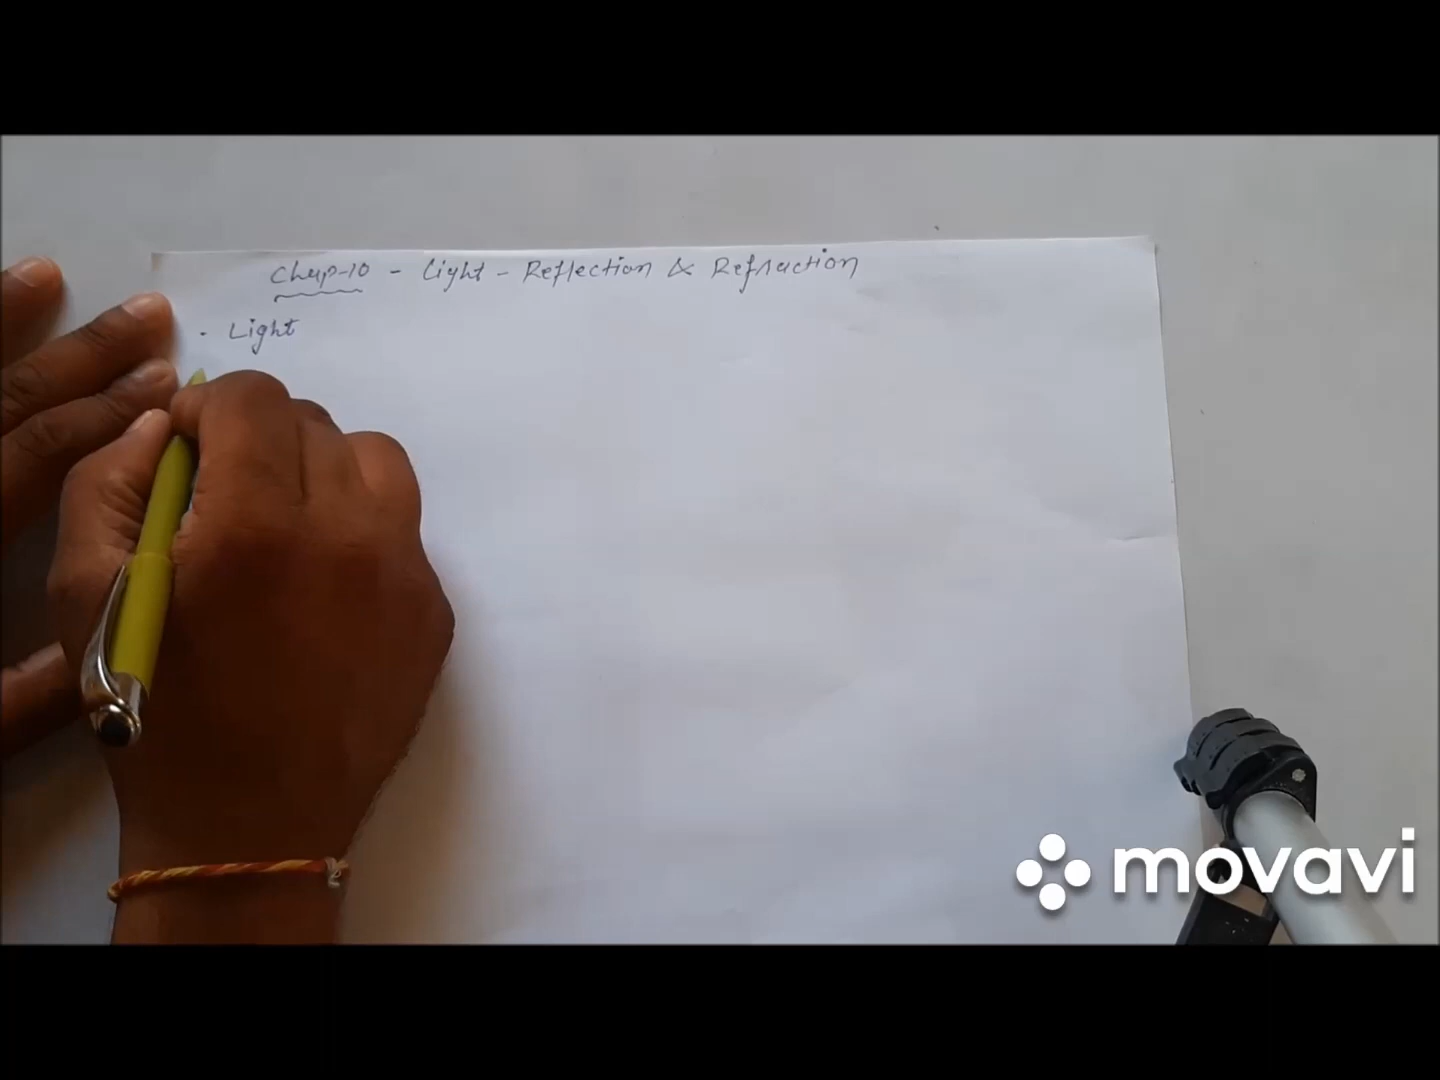 Chap-10 - Light - Reflection & Refraction
· Light
movavi